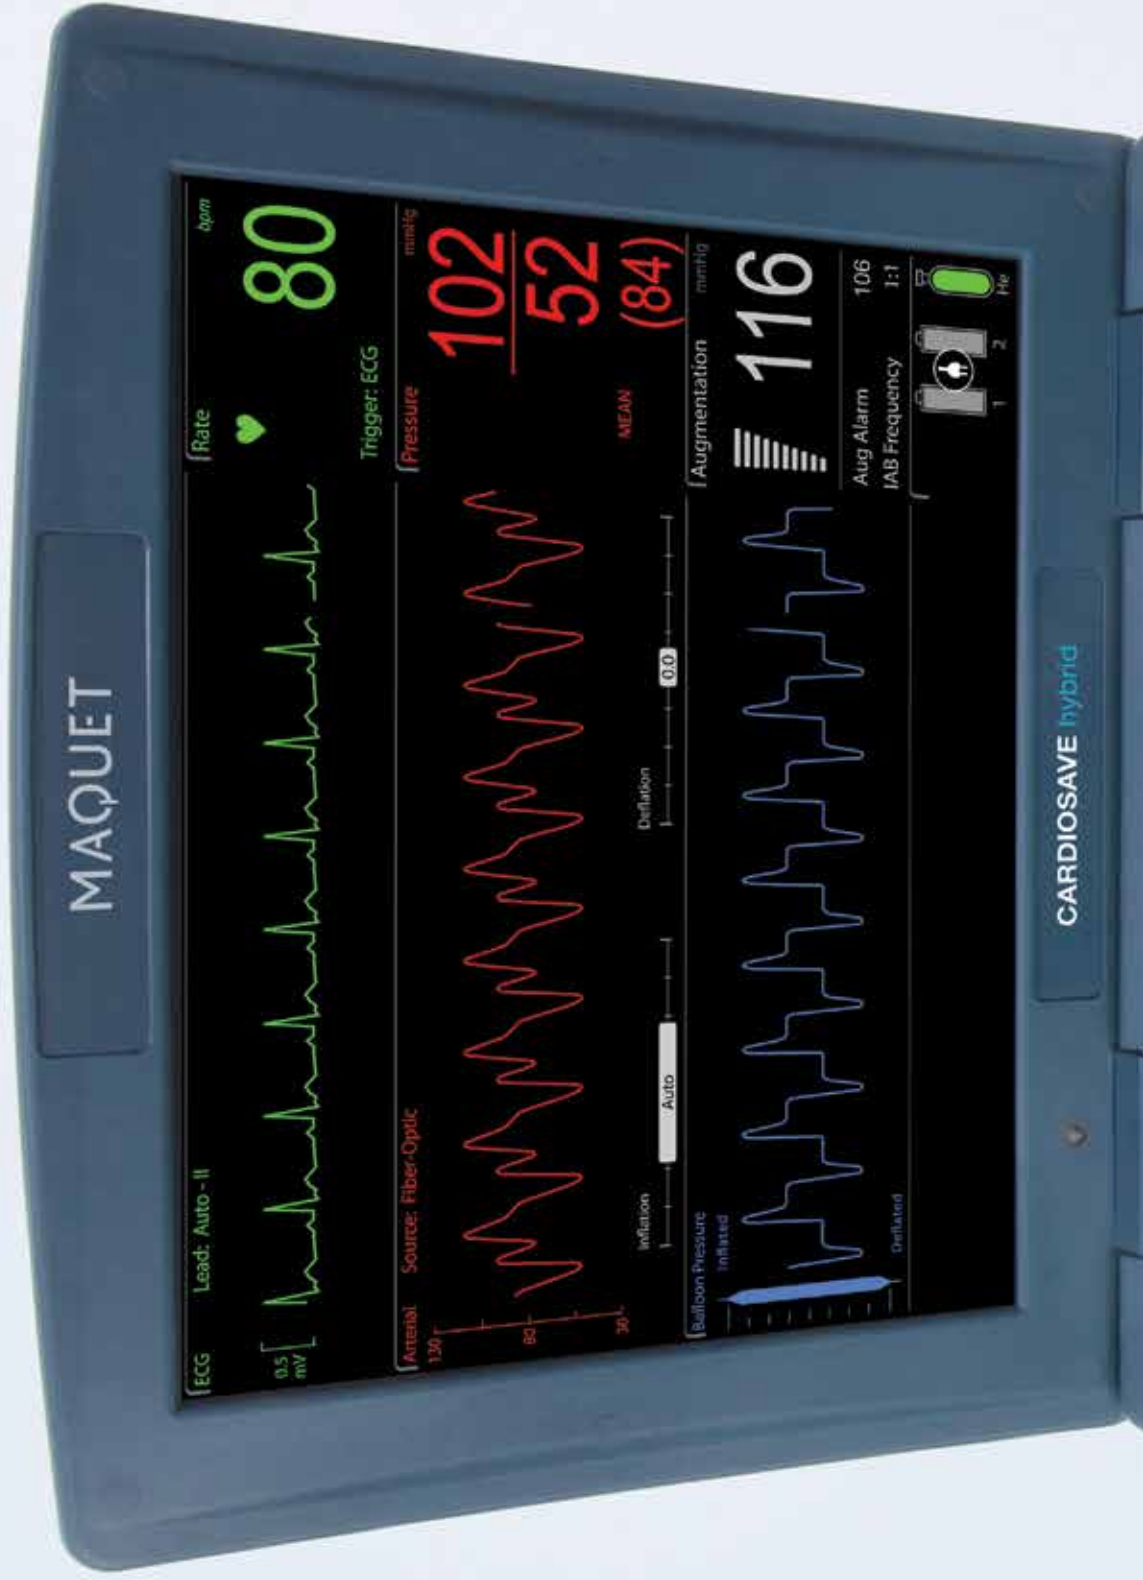 MAQUET
ECG
Lead: Auto - II
0.5
mV
Rate
bpm
80
Trigger: ECG
Arterial
Source: Fiber-Optic
130
80
30
Pressure
mmHg
102
52
MEAN
(84)
Inflation
Auto
Deflation
0.0
Balloon Pressure
Inflated
Deflated
Augmentation
mmHg
116
Aug Alarm 106
IAB Frequency 1:1
1
2
He
CARDIOSAVE hybrid